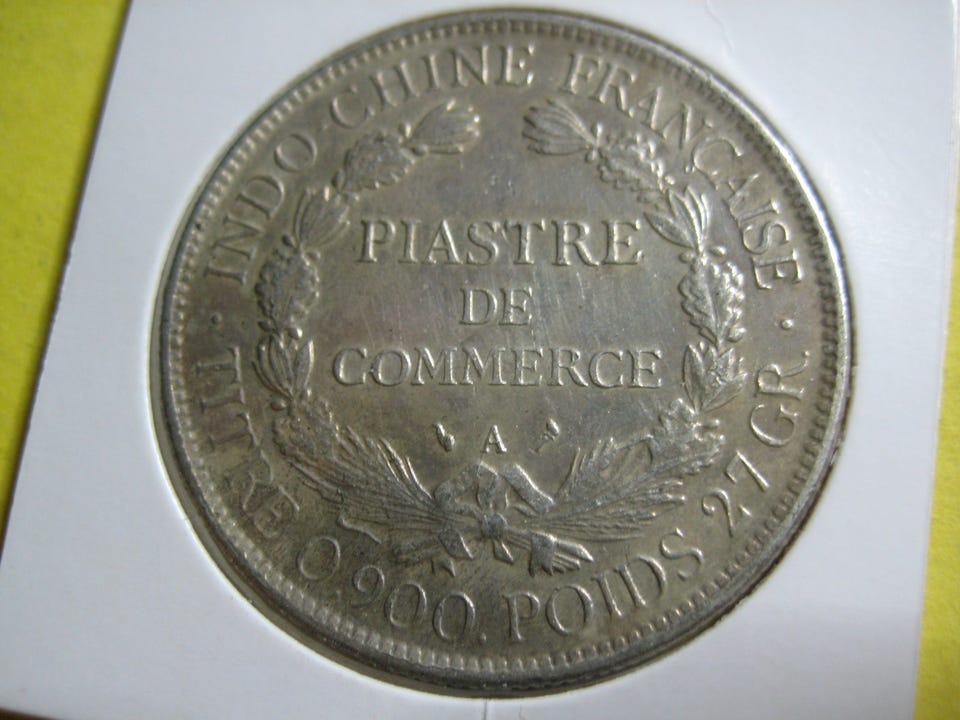 INDO-CHINE FRANÇAISE
PIASTRE
DE
COMMERCE
A
TITRE 0,900. POIDS 27 GR.